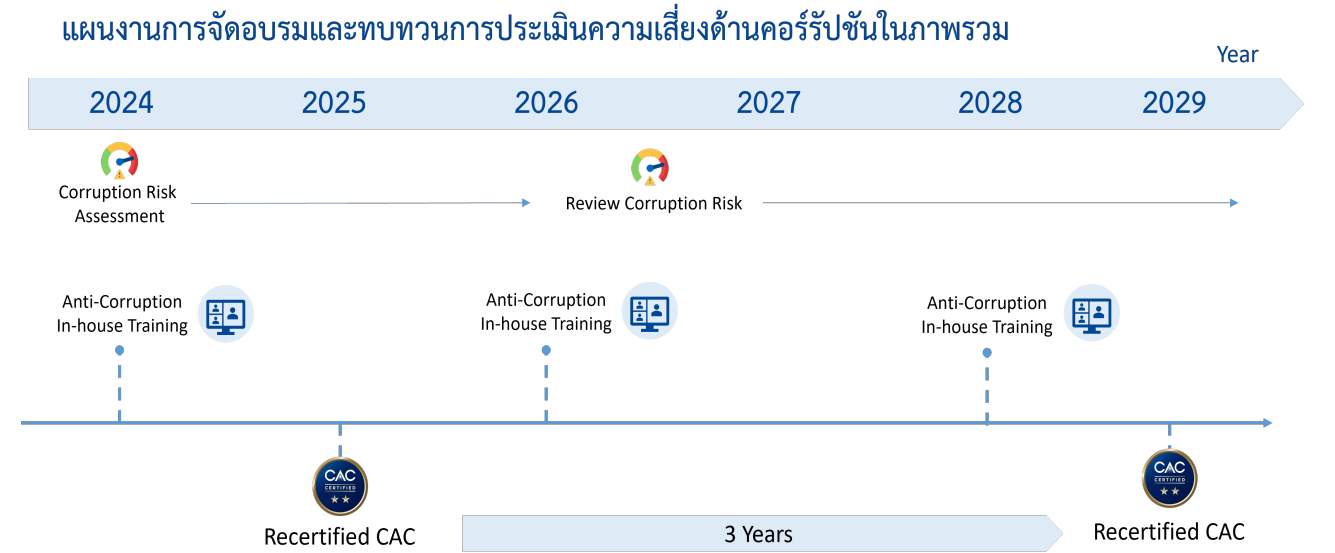 แผนงานการจัดอบรมและทบทวนการประเมินความเสี่ยงด้านคอร์รัปชันในภาพรวม
Year
2024 2025 2026 2027 2028 2029
Corruption Risk
Assessment
Review Corruption Risk
Anti-Corruption
In-house Training
Anti-Corruption
In-house Training
Anti-Corruption
In-house Training
CAC
CERTIFIED
Recertified CAC
3 Years
CAC
CERTIFIED
Recertified CAC